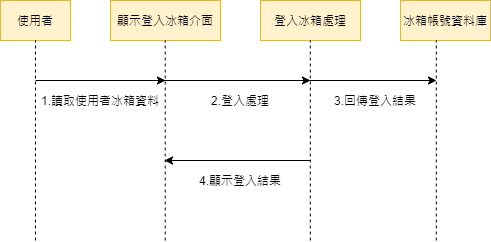 使用者
顯示登入冰箱介面
登入冰箱處理
冰箱帳號資料庫
1.讀取使用者冰箱資料
2.登入處理
3.回傳登入結果
4.顯示登入結果